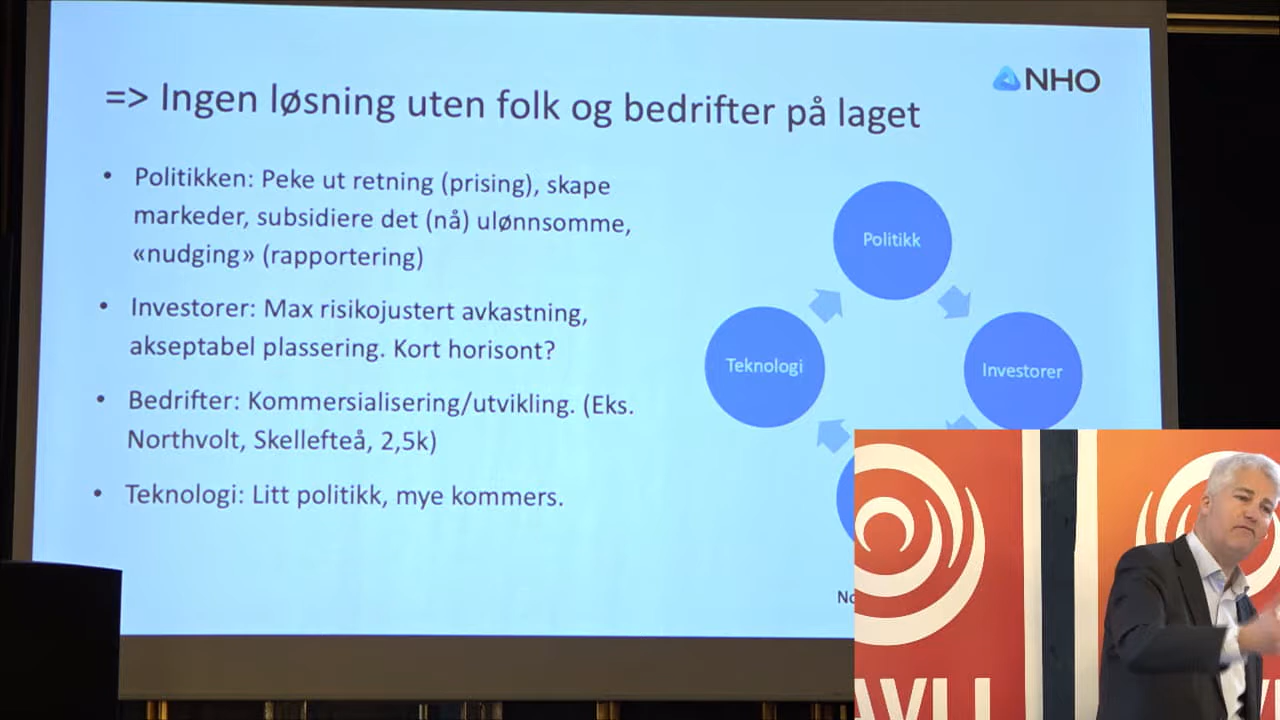 NHO
=> Ingen løsning uten folk og bedrifter på laget
• Politikken: Peke ut retning (prising), skape
markeder, subsidiere det (nå) ulønnsomme,
«nudging» (rapportering)
• Investorer: Max risikojustert avkastning,
akseptabel plassering. Kort horisont?
• Bedrifter: Kommersialisering/utvikling. (Eks.
Northvolt, Skellefteå, 2,5k)
• Teknologi: Litt politikk, mye kommers.
Politikk
Teknologi
Investorer